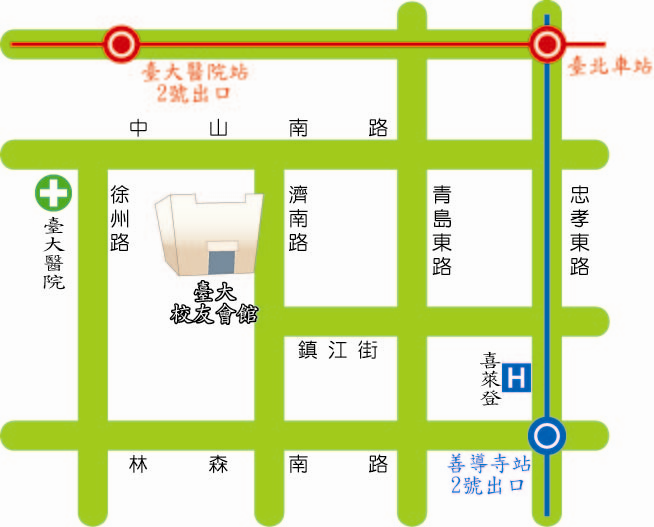 臺大醫院站
2號出口
臺北車站
中山南路
徐州路
濟南路
青島東路
忠孝東路
臺大醫院
臺大
校友會館
鎮江街
喜萊登
H
林森南路
善導寺站
2號出口